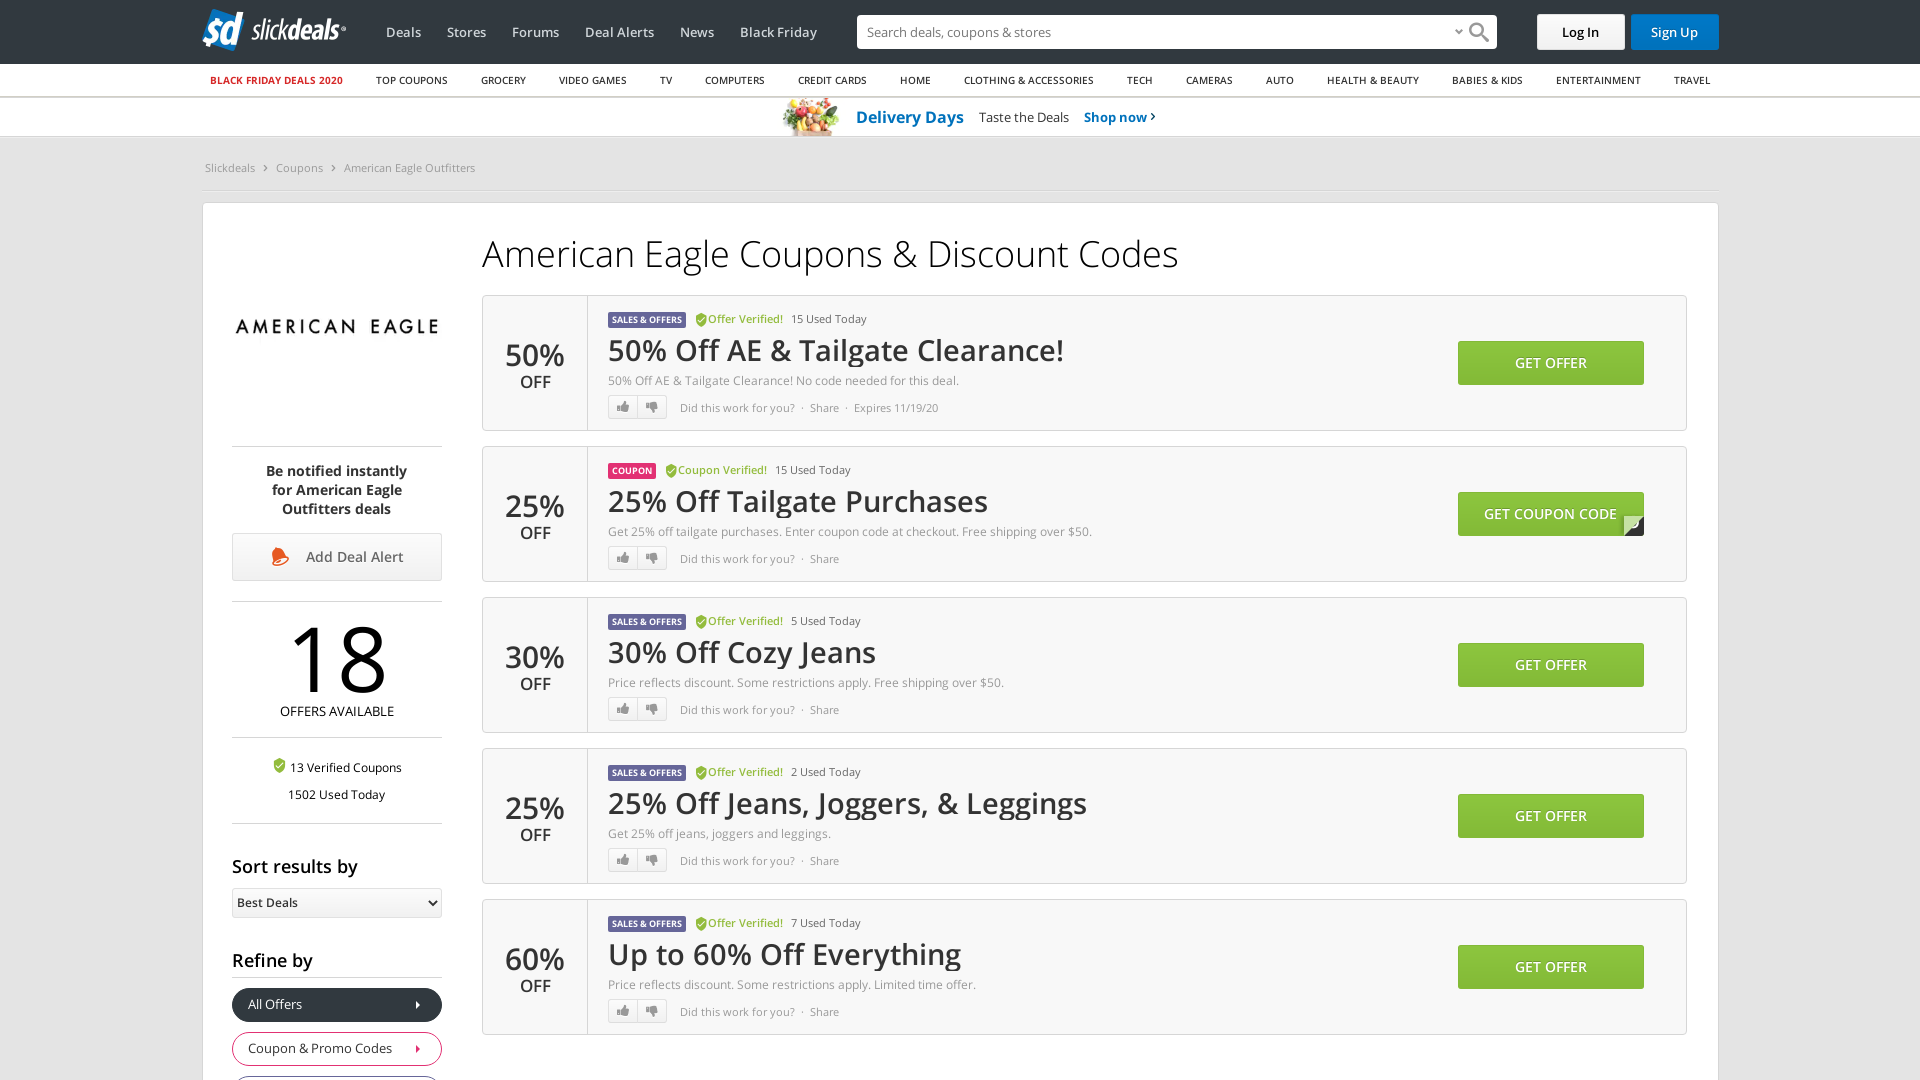 sd slickdeals
Deals Stores Forums Deal Alerts News Black Friday
Search deals, coupons & stores
Log In
Sign Up
BLACK FRIDAY DEALS 2020 TOP COUPONS GROCERY VIDEO GAMES TV COMPUTERS CREDIT CARDS HOME CLOTHING & ACCESSORIES TECH CAMERAS AUTO HEALTH & BEAUTY BABIES & KIDS ENTERTAINMENT TRAVEL
Delivery Days Taste the Deals Shop now
Slickdeals > Coupons > American Eagle Outfitters
AMERICAN EAGLE
Be notified instantly
for American Eagle
Outfitters deals
Add Deal Alert
18
OFFERS AVAILABLE
13 Verified Coupons
1502 Used Today
Sort results by
Best Deals
Refine by
All Offers
Coupon & Promo Codes
American Eagle Coupons & Discount Codes
50%
OFF
SALES & OFFERS Offer Verified! 15 Used Today
50% Off AE & Tailgate Clearance!
50% Off AE & Tailgate Clearance! No code needed for this deal.
Did this work for you? · Share · Expires 11/19/20
GET OFFER
25%
OFF
COUPON Coupon Verified! 15 Used Today
25% Off Tailgate Purchases
Get 25% off tailgate purchases. Enter coupon code at checkout. Free shipping over $50.
Did this work for you? · Share
GET COUPON CODE
30%
OFF
SALES & OFFERS Offer Verified! 5 Used Today
30% Off Cozy Jeans
Price reflects discount. Some restrictions apply. Free shipping over $50.
Did this work for you? · Share
GET OFFER
25%
OFF
SALES & OFFERS Offer Verified! 2 Used Today
25% Off Jeans, Joggers, & Leggings
Get 25% off jeans, joggers and leggings.
Did this work for you? · Share
GET OFFER
60%
OFF
SALES & OFFERS Offer Verified! 7 Used Today
Up to 60% Off Everything
Price reflects discount. Some restrictions apply. Limited time offer.
Did this work for you? · Share
GET OFFER